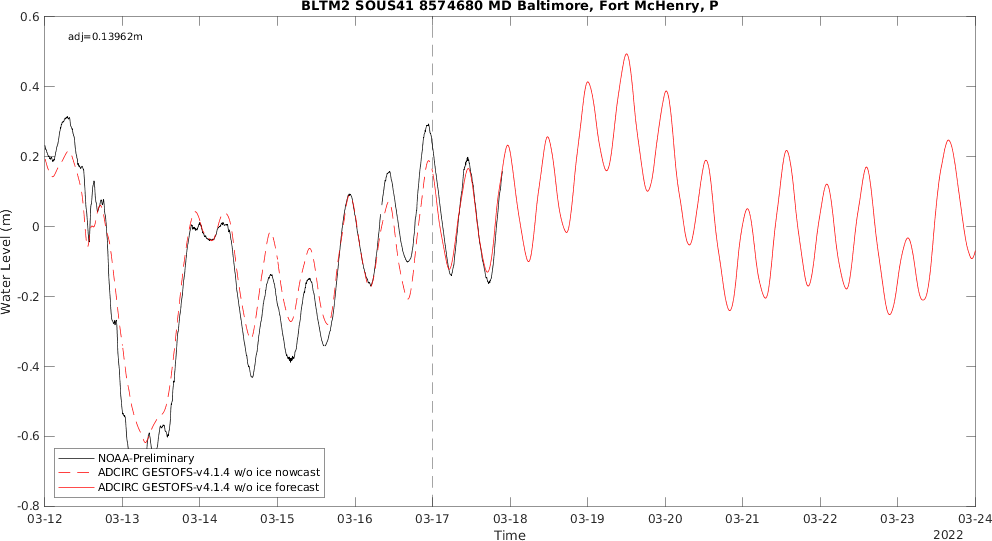 BLTM2 SOUS41 8574680 MD Baltimore, Fort McHenry, P
adj=0.13962m
0.6
0.4
0.2
0
-0.2
-0.4
-0.6
-0.8
Water Level (m)
NOAA-Preliminary
ADCIRC GESTOFS-v4.1.4 w/o ice nowcast
ADCIRC GESTOFS-v4.1.4 w/o ice forecast
03-12 03-13 03-14 03-15 03-16 03-17 03-18 03-19 03-20 03-21 03-22 03-23 03-24
Time
2022